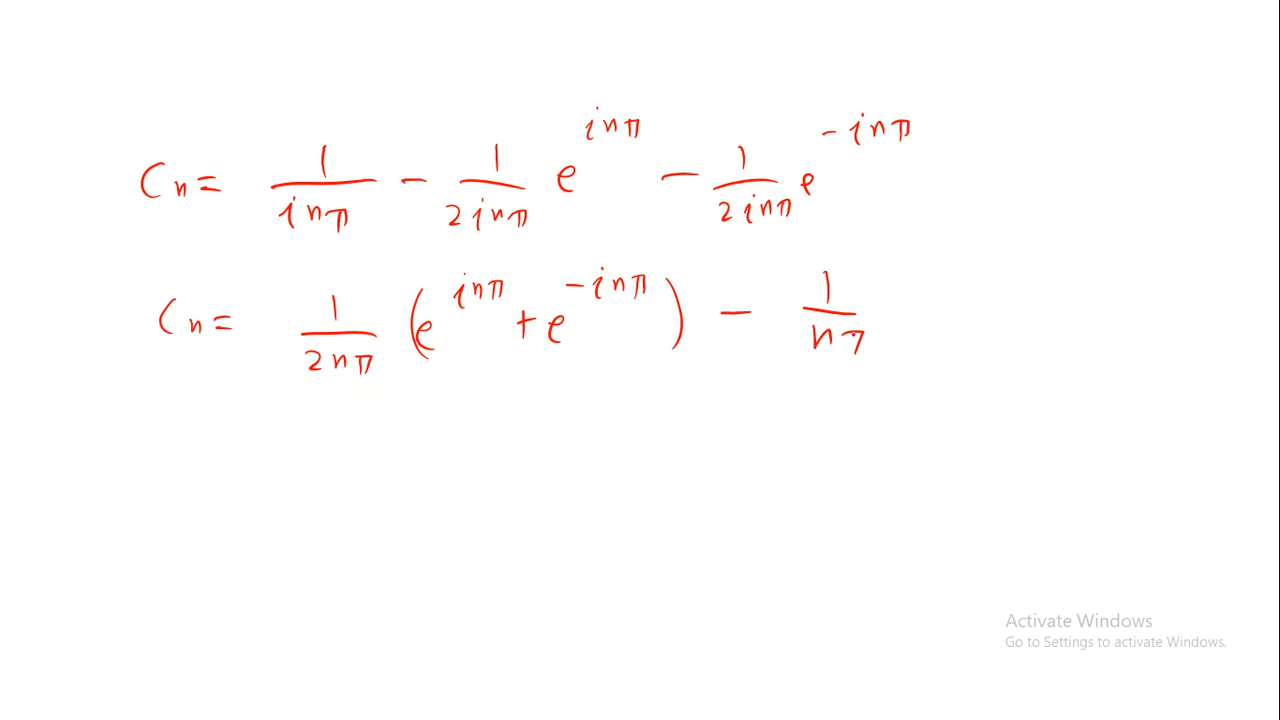 Cn = 1/(inπ) - 1/(2inπ) e^(inπ) - 1/(2inπ) e^(-inπ)
Cn = 1/(2nπ) (e^(inπ) + e^(-inπ)) - 1/(nπ)
Activate Windows
Go to Settings to activate Windows.